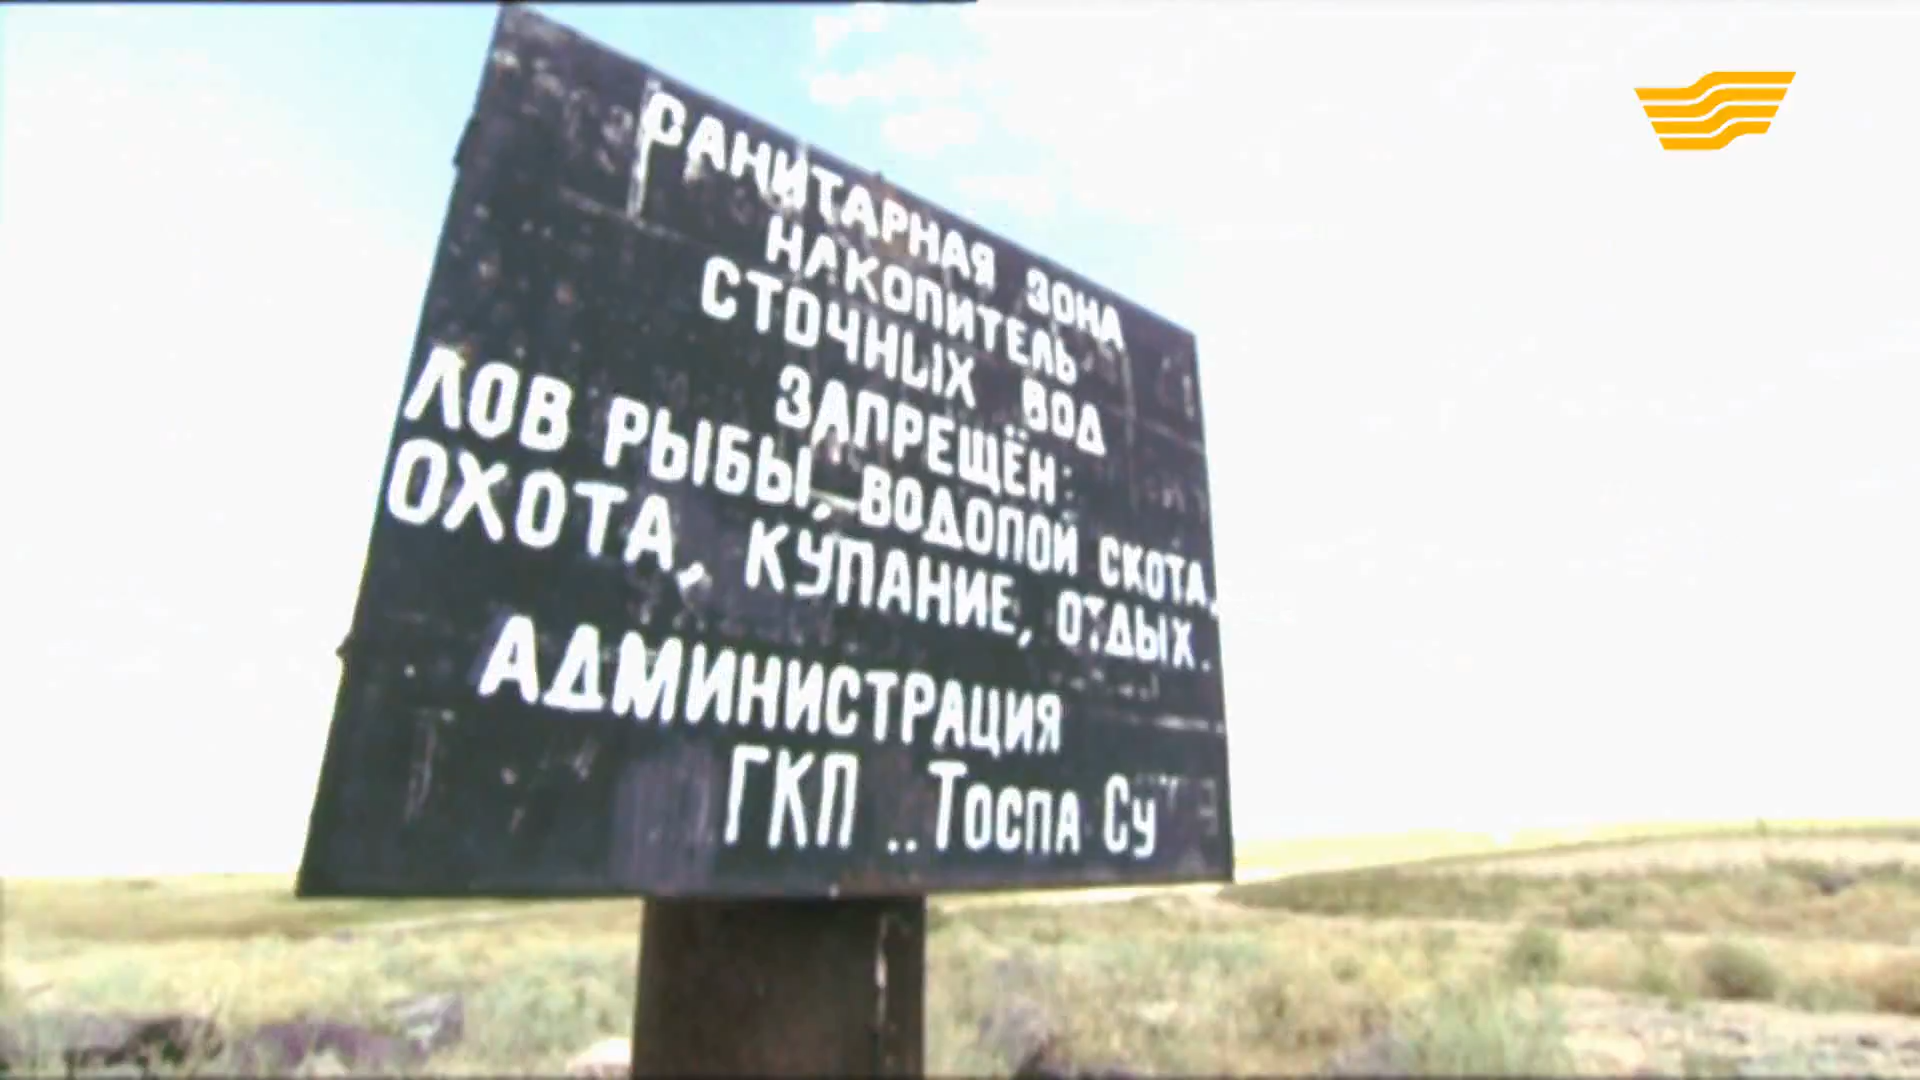 САНИТАРНАЯ ЗОНА
НАКОПИТЕЛЬ
СТОЧНЫХ ВОД
ЗАПРЕЩЁН:
ЛОВ РЫБЫ, ВОДОПОЙ СКОТА,
ОХОТА, КУПАНИЕ, ОТДЫХ.
АДМИНИСТРАЦИЯ
ГКП „Тоспа Су